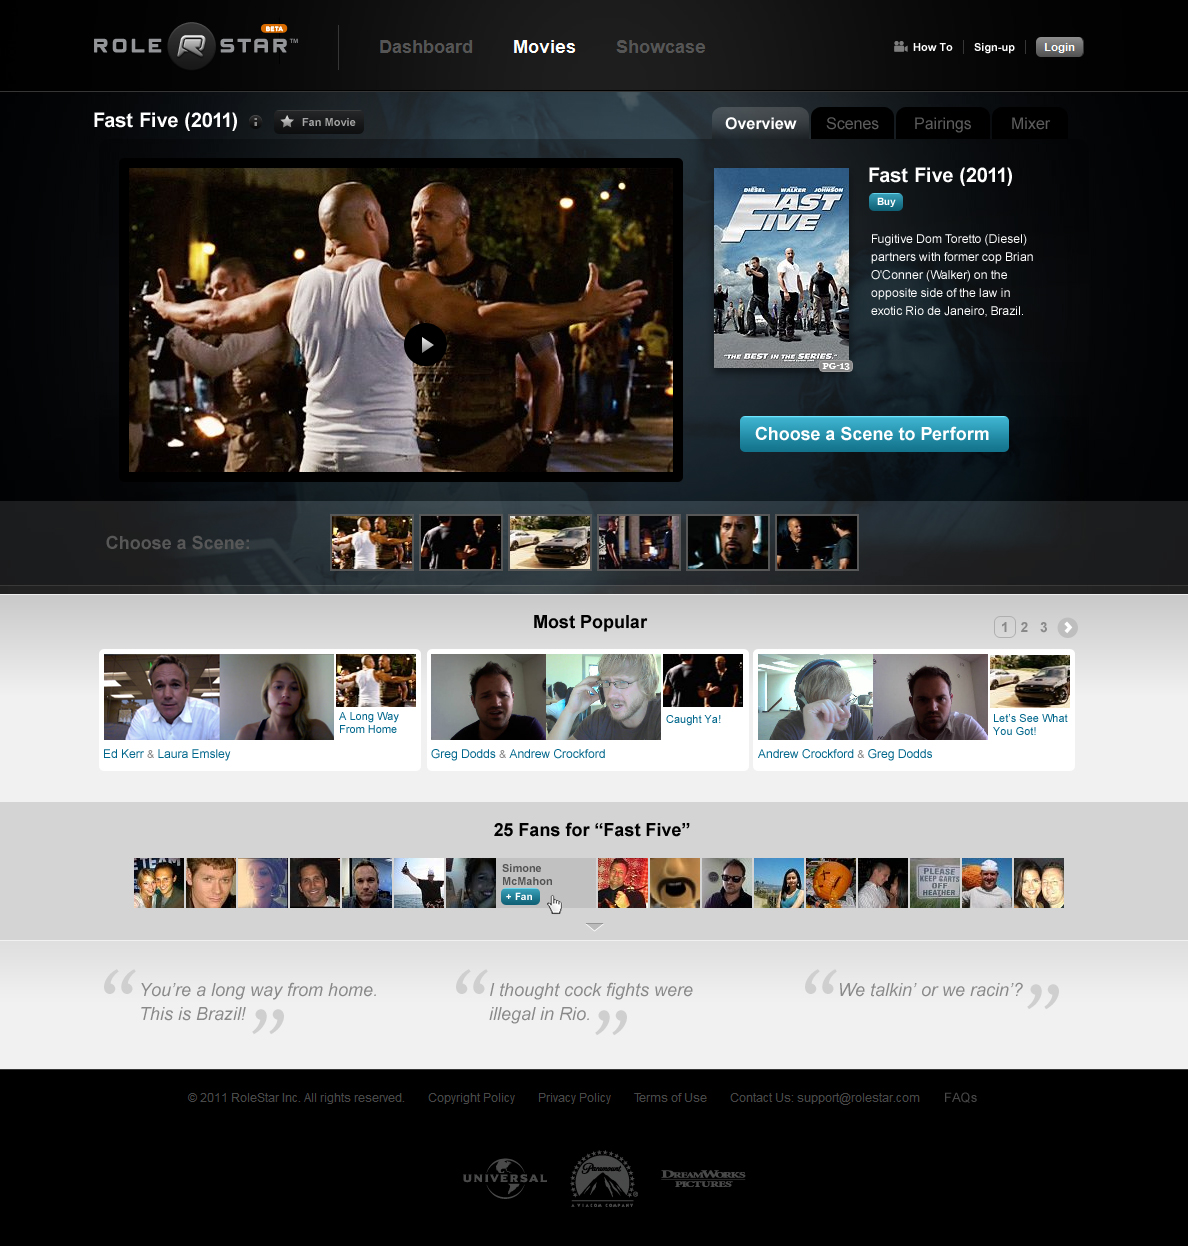 ROLE R STAR™
BETA
Dashboard
Movies
Showcase
How To
Sign-up
Login
Fast Five (2011)
i
Fan Movie
Overview
Scenes
Pairings
Mixer
DIESEL WALKER JOHNSON
FAST
FIVE
"THE BEST IN THE SERIES."
PG-13
Fast Five (2011)
Buy
Fugitive Dom Toretto (Diesel)
partners with former cop Brian
O'Conner (Walker) on the
opposite side of the law in
exotic Rio de Janeiro, Brazil.
Choose a Scene to Perform
Choose a Scene:
Most Popular
1 2 3
A Long Way
From Home
Ed Kerr & Laura Emsley
Caught Ya!
Greg Dodds & Andrew Crockford
Let's See What
You Got!
Andrew Crockford & Greg Dodds
25 Fans for “Fast Five”
Simone
McMahon
+ Fan
PLEASE
KEEP CARTS
OFF
HEATHER
“You’re a long way from home.
This is Brazil!”
“I thought cock fights were
illegal in Rio.”
“We talkin’ or we racin’?”
© 2011 RoleStar Inc. All rights reserved.
Copyright Policy
Privacy Policy
Terms of Use
Contact Us: support@rolestar.com
FAQs
UNIVERSAL
Paramount
A VIACOM COMPANY
DREAMWORKS
PICTURES